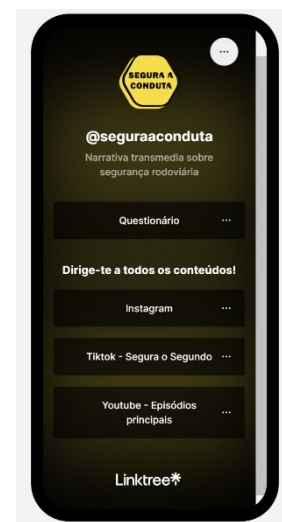 SEGURA A
CONDUTA
@seguraaconduta
Narrativa transmedia sobre
segurança rodoviária
Questionário
Dirige-te a todos os conteúdos!
Instagram
Tiktok - Segura o Segundo
Youtube - Episódios
principais
Linktree